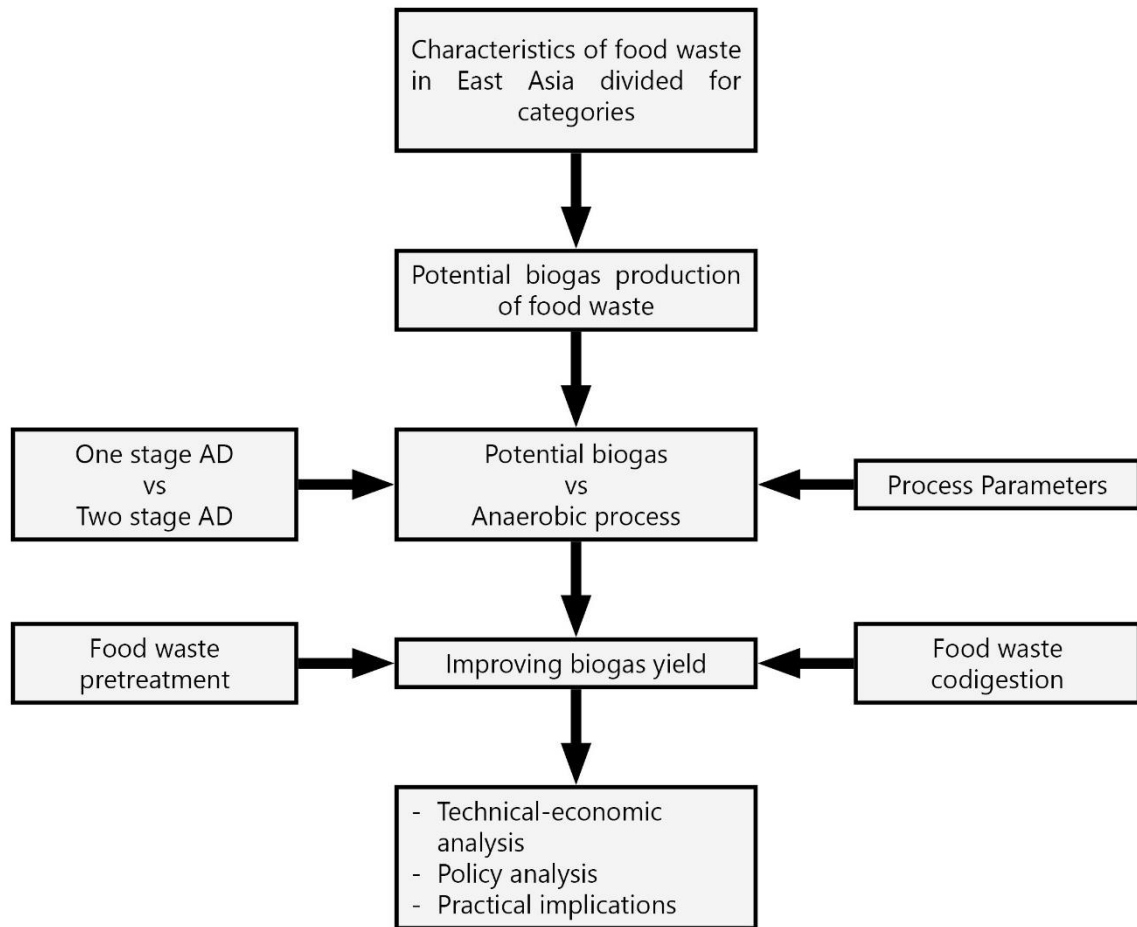 Characteristics of food waste
in East Asia divided for
categories
Potential biogas production
of food waste
One stage AD
vs
Two stage AD
Potential biogas
vs
Anaerobic process
Process Parameters
Food waste
pretreatment
Improving biogas yield
Food waste
codigestion
- Technical-economic
analysis
- Policy analysis
- Practical implications